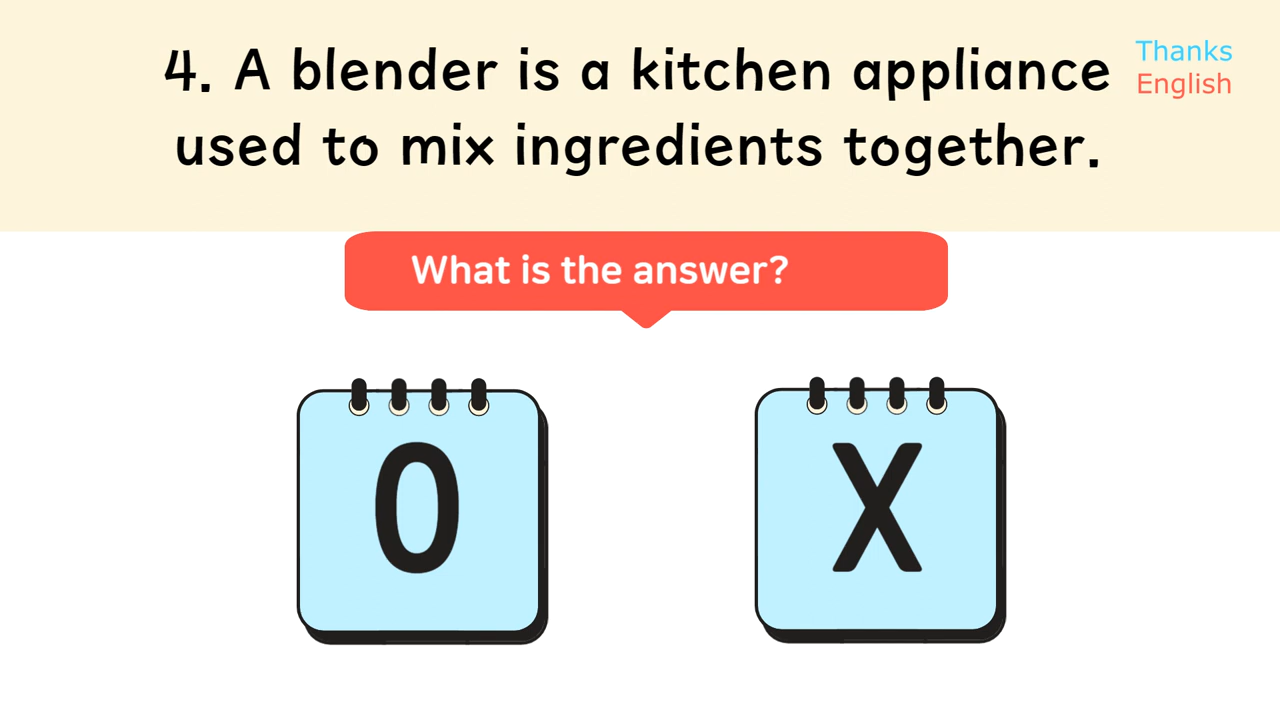 4. A blender is a kitchen appliance
used to mix ingredients together.
Thanks
English
What is the answer?
O
X